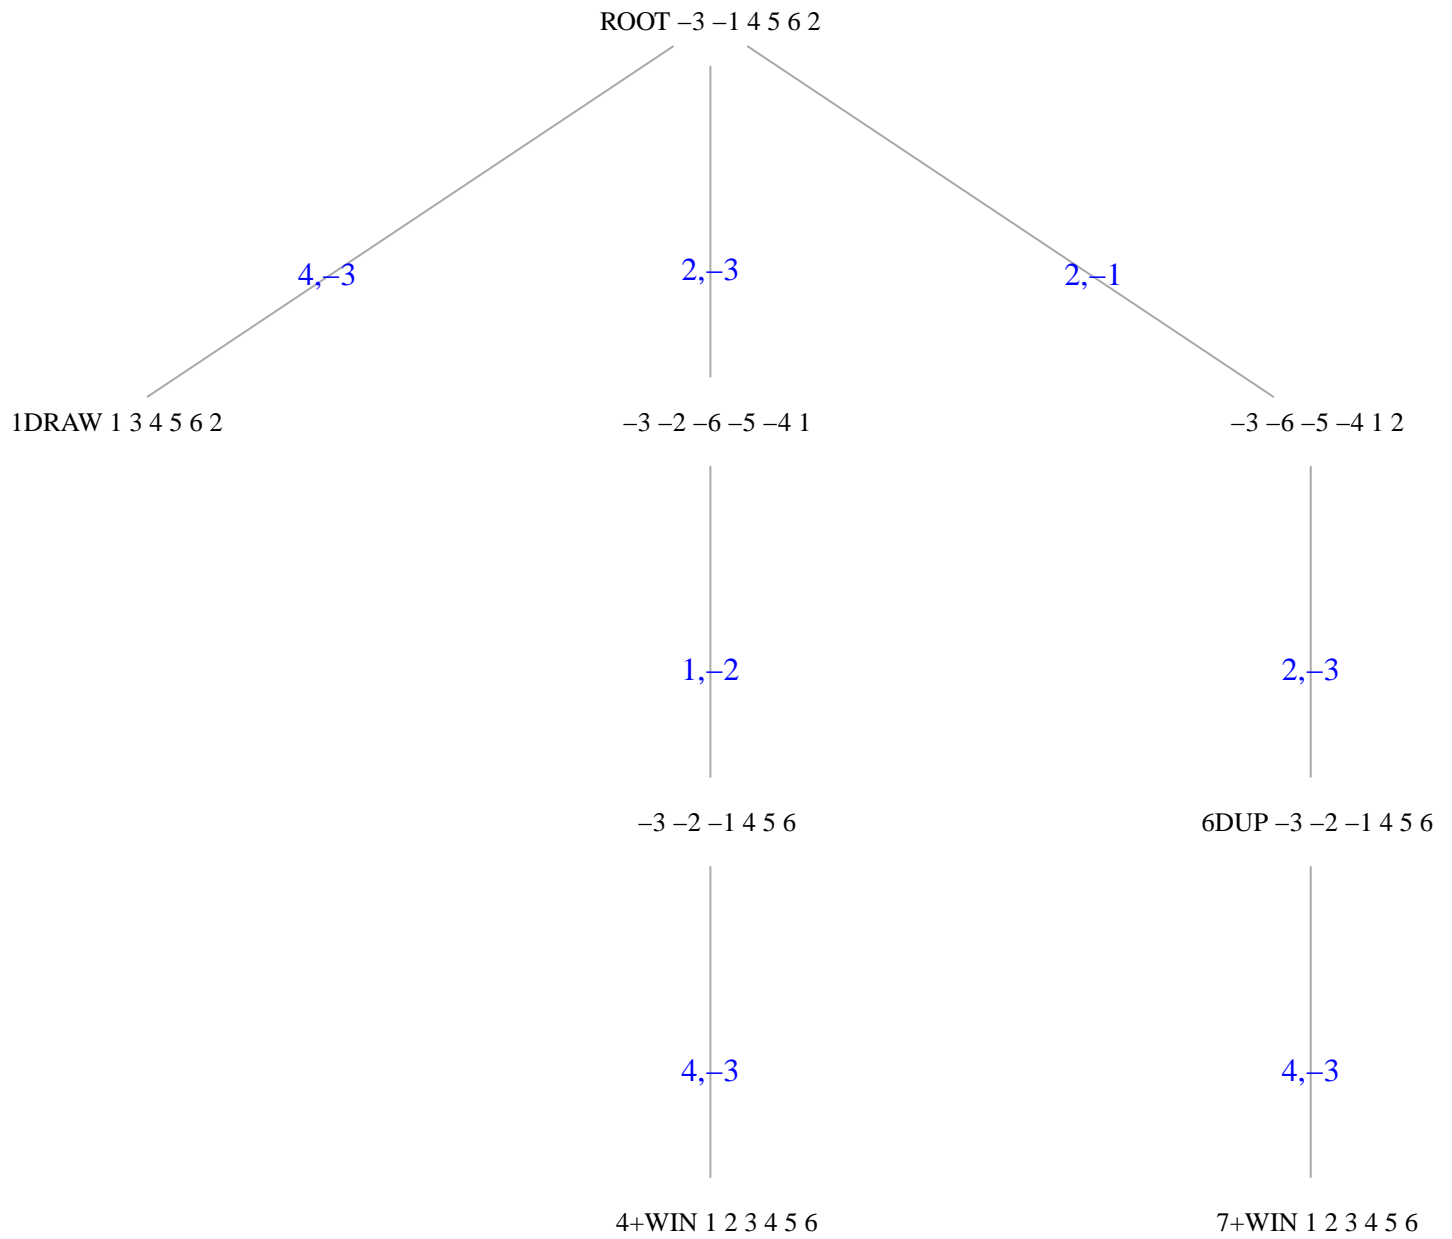 ROOT –3 –1 4 5 6 2
4,–3
2,–3
2,–1
1DRAW 1 3 4 5 6 2
–3 –2 –6 –5 –4 1
–3 –6 –5 –4 1 2
1,–2
2,–3
–3 –2 –1 4 5 6
6DUP –3 –2 –1 4 5 6
4,–3
4,–3
4+WIN 1 2 3 4 5 6
7+WIN 1 2 3 4 5 6